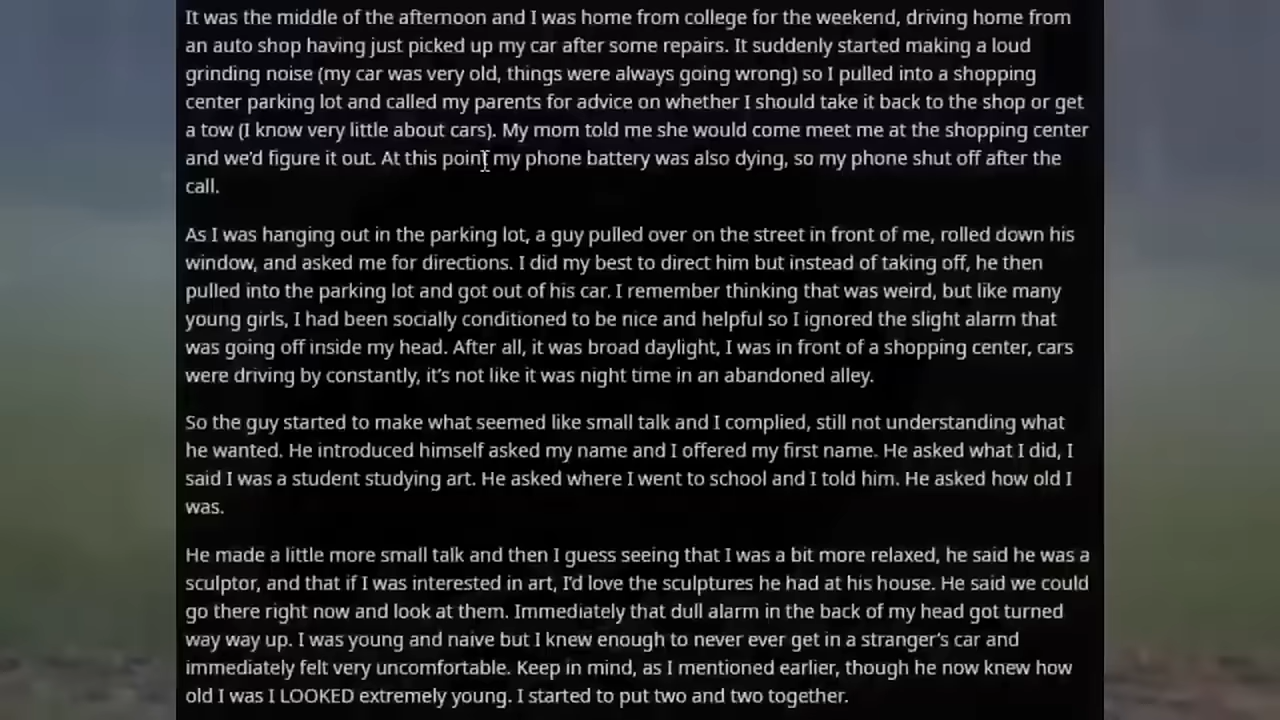 It was the middle of the afternoon and I was home from college for the weekend, driving home from
an auto shop having just picked up my car after some repairs. It suddenly started making a loud
grinding noise (my car was very old, things were always going wrong) so I pulled into a shopping
center parking lot and called my parents for advice on whether I should take it back to the shop or get
a tow (I know very little about cars). My mom told me she would come meet me at the shopping center
and we'd figure it out. At this point my phone battery was also dying, so my phone shut off after the
call.
As I was hanging out in the parking lot, a guy pulled over on the street in front of me, rolled down his
window, and asked me for directions. I did my best to direct him but instead of taking off, he then
pulled into the parking lot and got out of his car. I remember thinking that was weird, but like many
young girls, I had been socially conditioned to be nice and helpful so I ignored the slight alarm that
was going off inside my head. After all, it was broad daylight, I was in front of a shopping center, cars
were driving by constantly, it’s not like it was night time in an abandoned alley.
So the guy started to make what seemed like small talk and I complied, still not understanding what
he wanted. He introduced himself asked my name and I offered my first name. He asked what I did, I
said I was a student studying art. He asked where I went to school and I told him. He asked how old I
was.
He made a little more small talk and then I guess seeing that I was a bit more relaxed, he said he was a
sculptor, and that if I was interested in art, I’d love the sculptures he had at his house. He said we could
go there right now and look at them. Immediately that dull alarm in the back of my head got turned
way way up. I was young and naive but I knew enough to never ever get in a stranger’s car and
immediately felt very uncomfortable. Keep in mind, as I mentioned earlier, though he now knew how
old I was I LOOKED extremely young. I started to put two and two together.